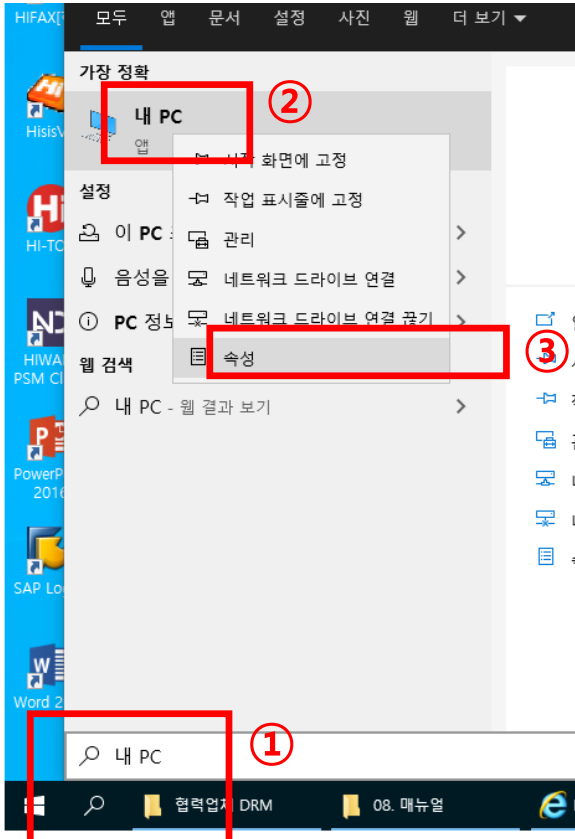 HIFAX
모두 앱 문서 설정 사진 웹 더 보기
가장 정확
내 PC
②
앱
HisisV
시작 화면에 고정
작업 표시줄에 고정
설정
이 PC
관리
HI-TO
음성을
네트워크 드라이브 연결
PC 정보
네트워크 드라이브 연결 끊기
속성
③
웹 검색
HIWA
PSM Cl
내 PC - 웹 결과 보기
PowerP
2016
SAP Lo
Word 2
①
내 PC
협력업체 DRM
08. 매뉴얼